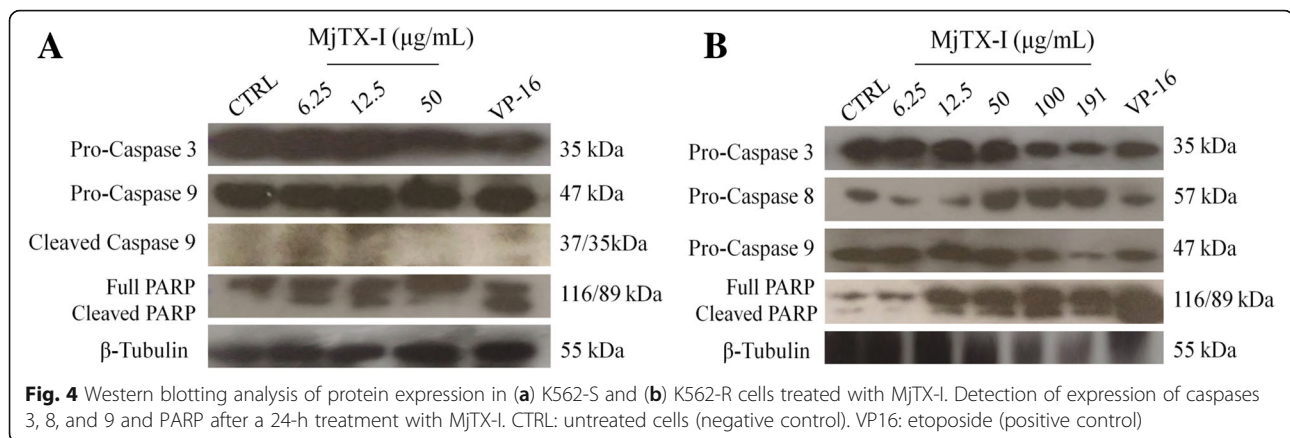 A
MjTX-I (µg/mL)
CTRL 6.25 12.5 50 VP-16
Pro-Caspase 3 35 kDa
Pro-Caspase 9 47 kDa
Cleaved Caspase 9 37/35kDa
Full PARP
Cleaved PARP 116/89 kDa
β-Tubulin 55 kDa
B
MjTX-I (µg/mL)
CTRL 6.25 12.5 50 100 191 VP-16
Pro-Caspase 3 35 kDa
Pro-Caspase 8 57 kDa
Pro-Caspase 9 47 kDa
Full PARP
Cleaved PARP 116/89 kDa
β-Tubulin 55 kDa
Fig. 4 Western blotting analysis of protein expression in (a) K562-S and (b) K562-R cells treated with MjTX-I. Detection of expression of caspases
3, 8, and 9 and PARP after a 24-h treatment with MjTX-I. CTRL: untreated cells (negative control). VP16: etoposide (positive control)